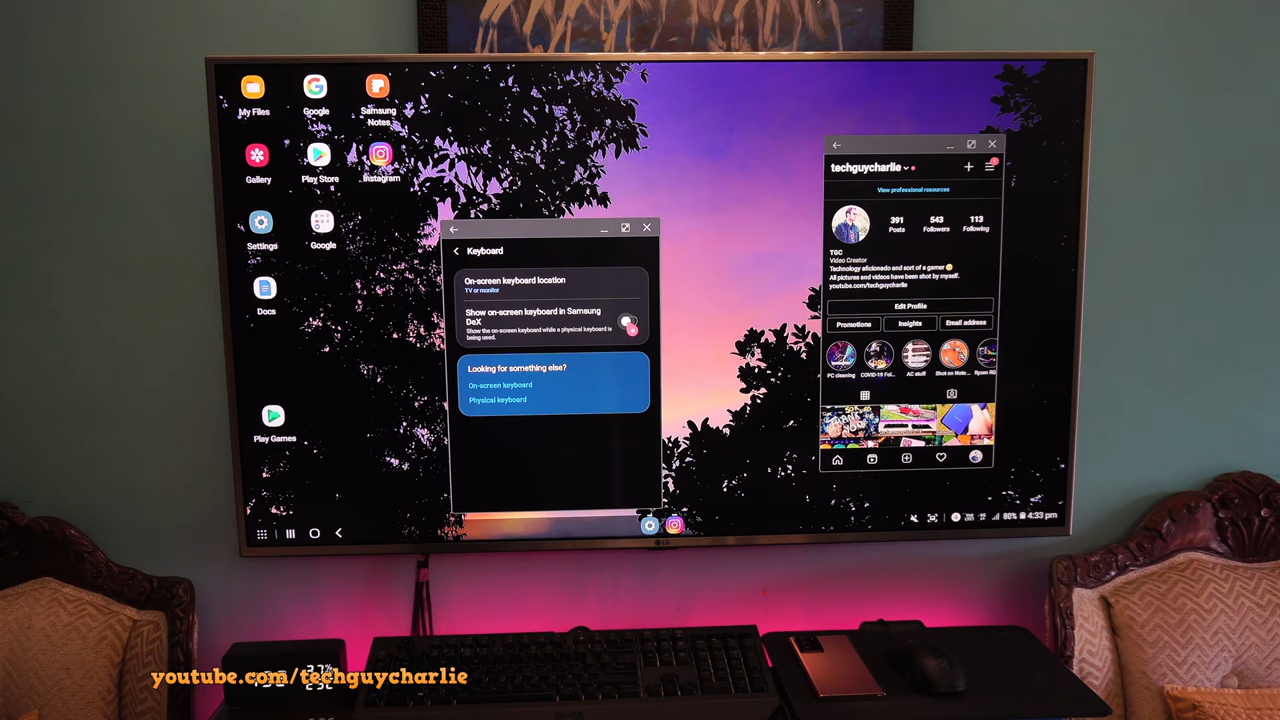 My Files
Google
Samsung
Notes
Gallery
Play Store
Instagram
Settings
Google
Docs
Play Games
Keyboard
On-screen keyboard location
TV or monitor
Show on-screen keyboard in Samsung
DeX
Show the on-screen keyboard while a physical keyboard is
being used.
Looking for something else?
On-screen keyboard
Physical keyboard
techguycharlie
View professional resources
391
Posts
543
Followers
113
Following
TGC
Video Creator
Technology aficionado and sort of a gamer
All pictures and videos have been shot by myself.
youtube.com/techguycharlie
Edit Profile
Promotions
Insights
Email address
PC cleaning
COVID-19 Fol...
AC stuff
Shot on Note...
Ryzen
80%
4:33 pm
LG
37%
youtube.com/techguycharlie